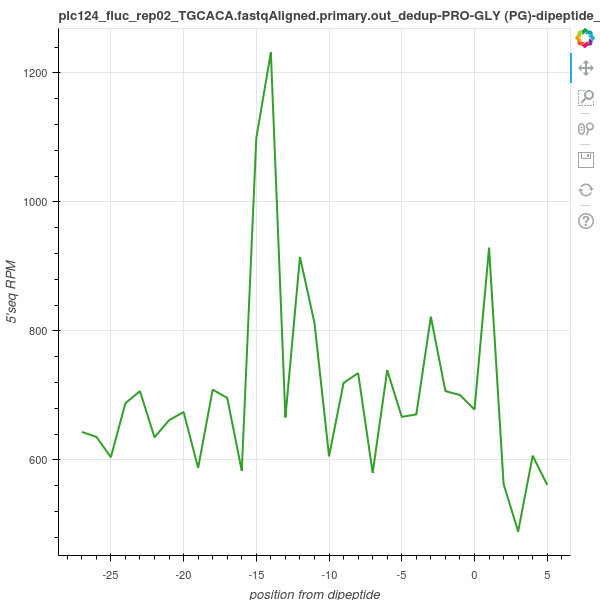 plc124_fluc_rep02_TGCACA.fastqAligned.primary.out_dedup-PRO-GLY (PG)-dipeptide_
1200
1000
800
600
5'seq RPM
-25 -20 -15 -10 -5 0 5
position from dipeptide